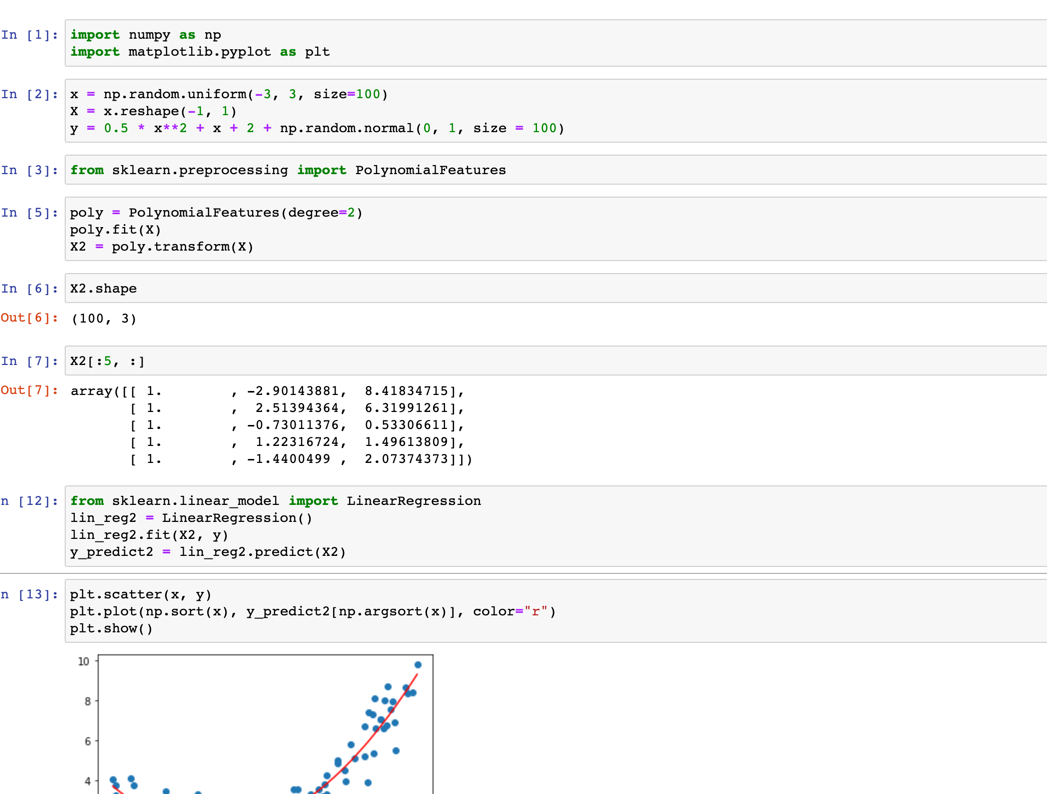 In [1]: import numpy as np
import matplotlib.pyplot as plt
In [2]: x = np.random.uniform(-3, 3, size=100)
X = x.reshape(-1, 1)
y = 0.5 * x**2 + x + 2 + np.random.normal(0, 1, size = 100)
In [3]: from sklearn.preprocessing import PolynomialFeatures
In [5]: poly = PolynomialFeatures(degree=2)
poly.fit(X)
X2 = poly.transform(X)
In [6]: X2.shape
Out[6]: (100, 3)
In [7]: X2[:5, :]
Out[7]: array([[ 1.        , -2.90143881,  8.41834715],
[ 1.        ,  2.51394364,  6.31991261],
[ 1.        , -0.73011376,  0.53306611],
[ 1.        ,  1.22316724,  1.49613809],
[ 1.        , -1.4400499 ,  2.07374373]])
n [12]: from sklearn.linear_model import LinearRegression
lin_reg2 = LinearRegression()
lin_reg2.fit(X2, y)
y_predict2 = lin_reg2.predict(X2)
n [13]: plt.scatter(x, y)
plt.plot(np.sort(x), y_predict2[np.argsort(x)], color="r")
plt.show()
10
8
6
4